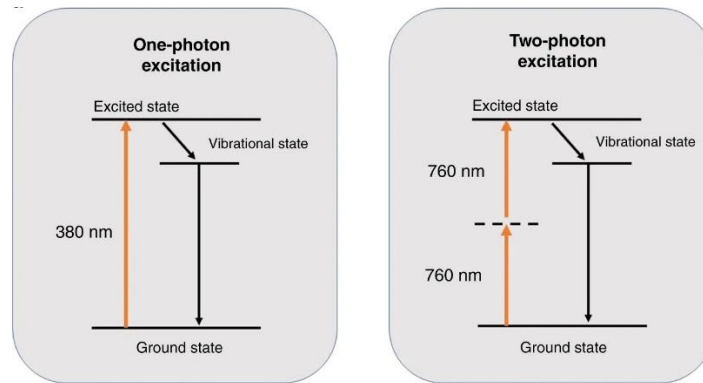 One-photon
excitation
Excited state
Vibrational state
380 nm
Ground state
Two-photon
excitation
Excited state
Vibrational state
760 nm
760 nm
Ground state